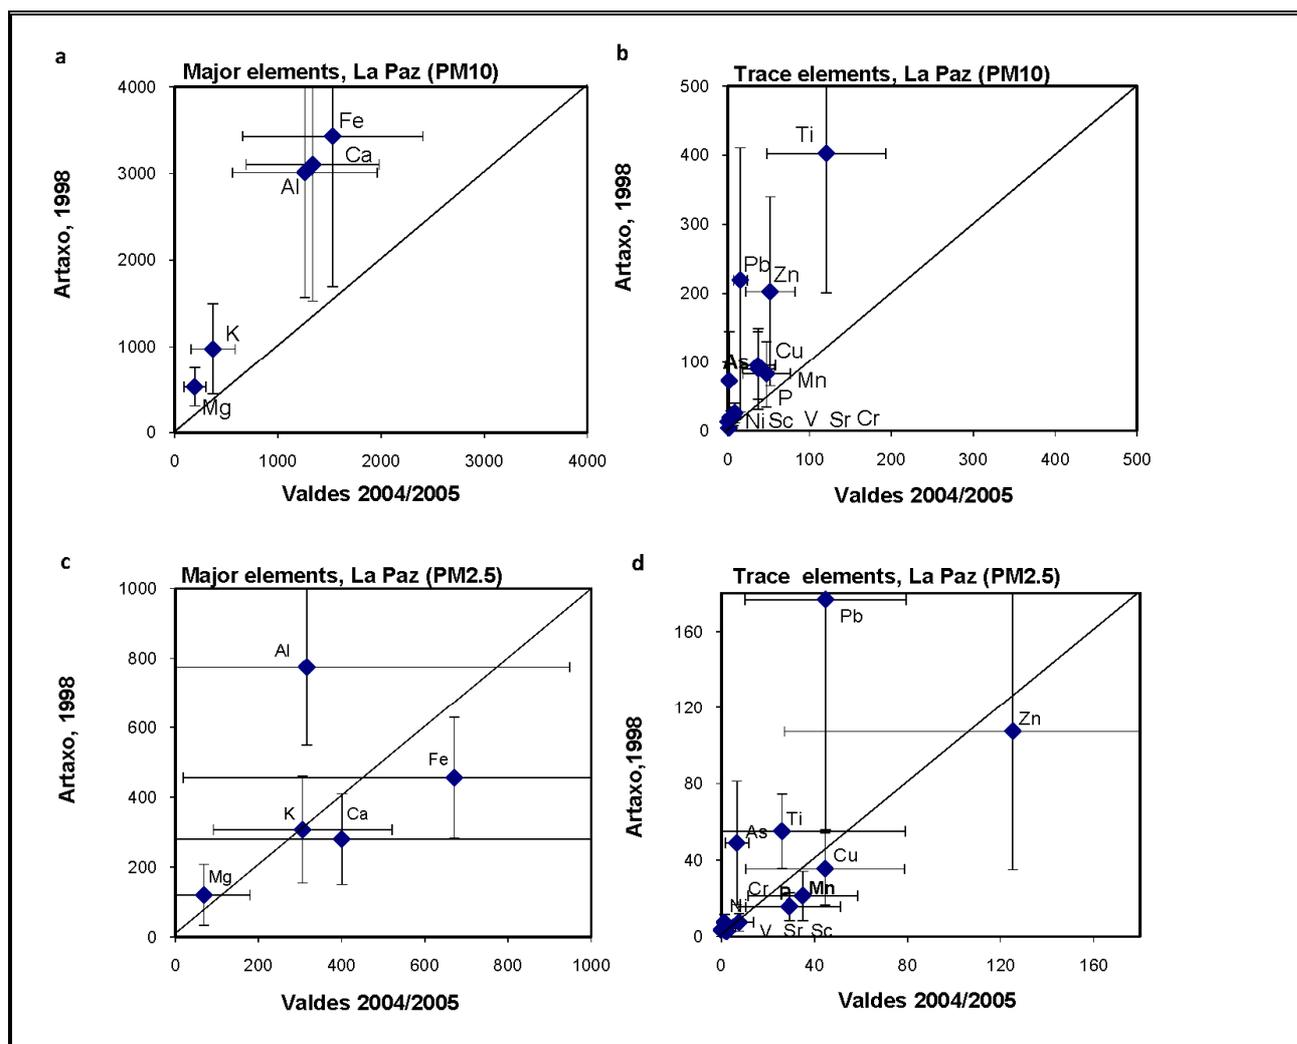 a
Major elements, La Paz (PM10)
4000
3000
2000
1000
0
Artaxo, 1998
Fe
Ca
Al
K
Mg
0 1000 2000 3000 4000
Valdes 2004/2005
b
Trace elements, La Paz (PM10)
500
400
300
200
100
0
Artaxo, 1998
Ti
Pb
Zn
As
Cu
Mn
P
Ni Sc V Sr Cr
0 100 200 300 400 500
Valdes 2004/2005
c
Major elements, La Paz (PM2.5)
1000
800
600
400
200
0
Artaxo, 1998
Al
Fe
K
Ca
Mg
0 200 400 600 800 1000
Valdes 2004/2005
d
Trace elements, La Paz (PM2.5)
160
120
80
40
0
Artaxo,1998
Pb
Zn
As
Ti
Cu
Cr P Mn
Ni
V Sr Sc
0 40 80 120 160
Valdes 2004/2005